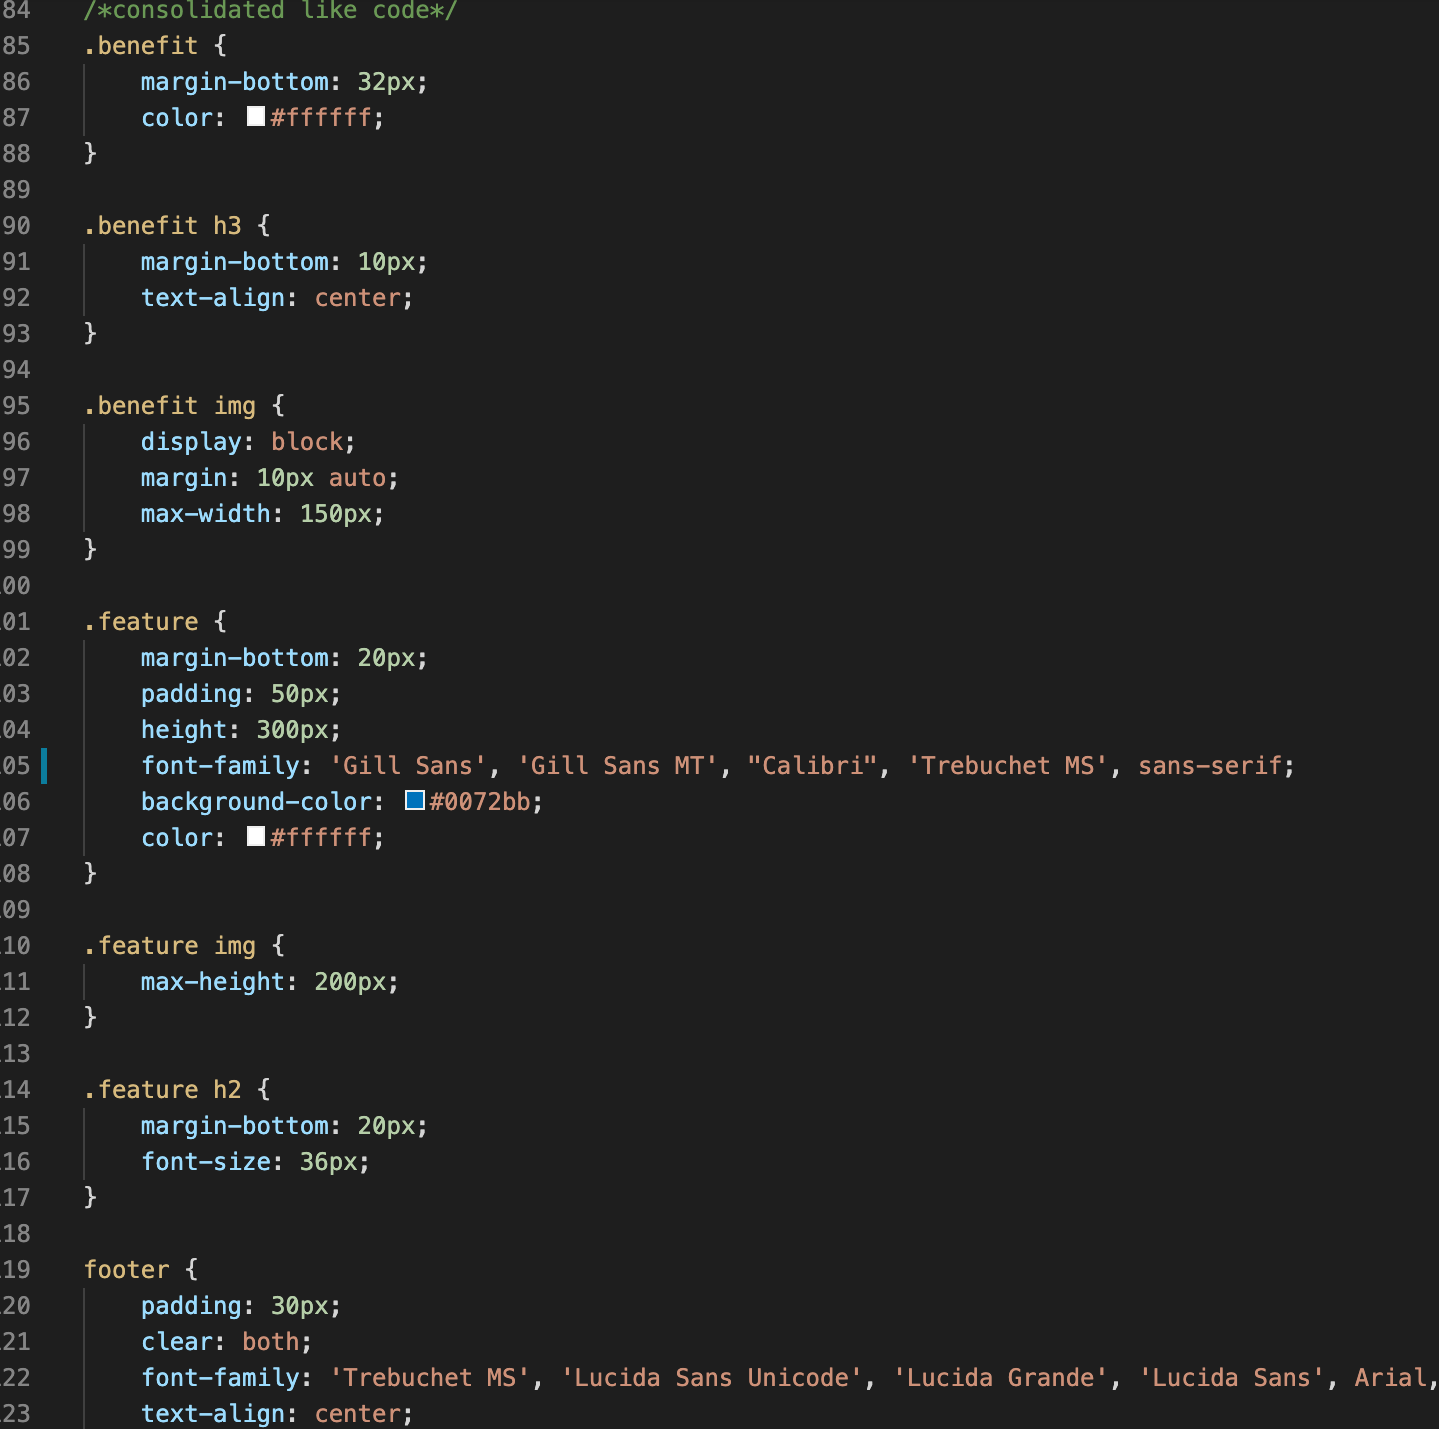 84 /*consolidated like code*/
85 .benefit {
86 margin-bottom: 32px;
87 color: #ffffff;
88 }
89
90 .benefit h3 {
91 margin-bottom: 10px;
92 text-align: center;
93 }
94
95 .benefit img {
96 display: block;
97 margin: 10px auto;
98 max-width: 150px;
99 }
00
01 .feature {
02 margin-bottom: 20px;
03 padding: 50px;
04 height: 300px;
05 font-family: 'Gill Sans', 'Gill Sans MT', "Calibri", 'Trebuchet MS', sans-serif;
06 background-color: #0072bb;
07 color: #ffffff;
08 }
09
10 .feature img {
11 max-height: 200px;
12 }
13
14 .feature h2 {
15 margin-bottom: 20px;
16 font-size: 36px;
17 }
18
19 footer {
20 padding: 30px;
21 clear: both;
22 font-family: 'Trebuchet MS', 'Lucida Sans Unicode', 'Lucida Grande', 'Lucida Sans', Arial,
23 text-align: center;